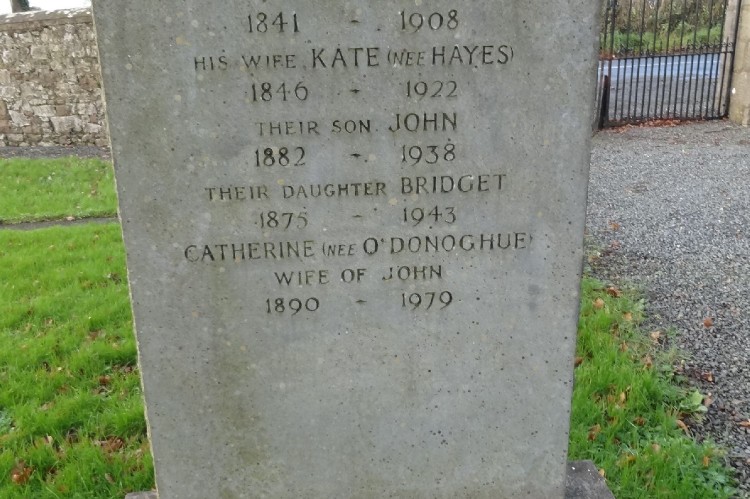 1841 - 1908
HIS WIFE KATE (NEE HAYES)
1846 - 1922
THEIR SON JOHN
1882 - 1938
THEIR DAUGHTER BRIDGET
1875 - 1943
CATHERINE (NEE O'DONOGHUE)
WIFE OF JOHN
1890 - 1979